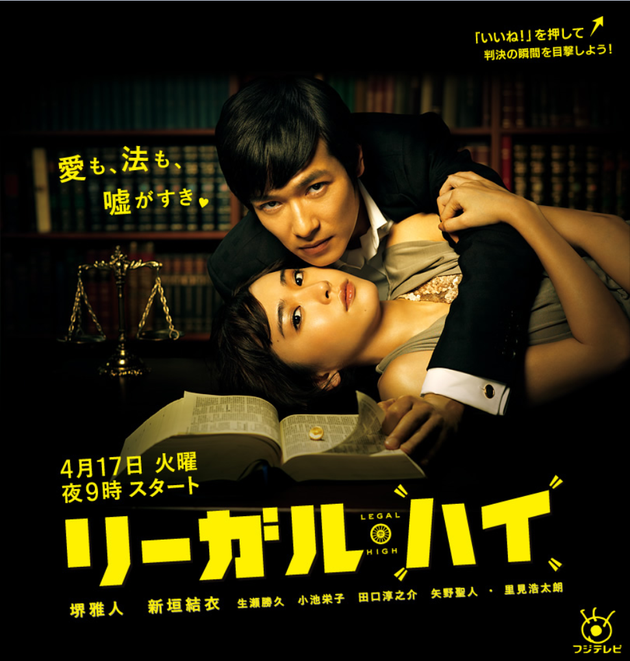 「いいね！」を押して
判決の瞬間を目撃しよう！
愛も、法も、
嘘がすき♥
4月17日 火曜
夜9時 スタート
リーガル・ハイ
LEGAL
HIGH
堺雅人 新垣結衣 生瀬勝久 小池栄子 田口淳之介 矢野聖人・里見浩太朗
フジテレビ